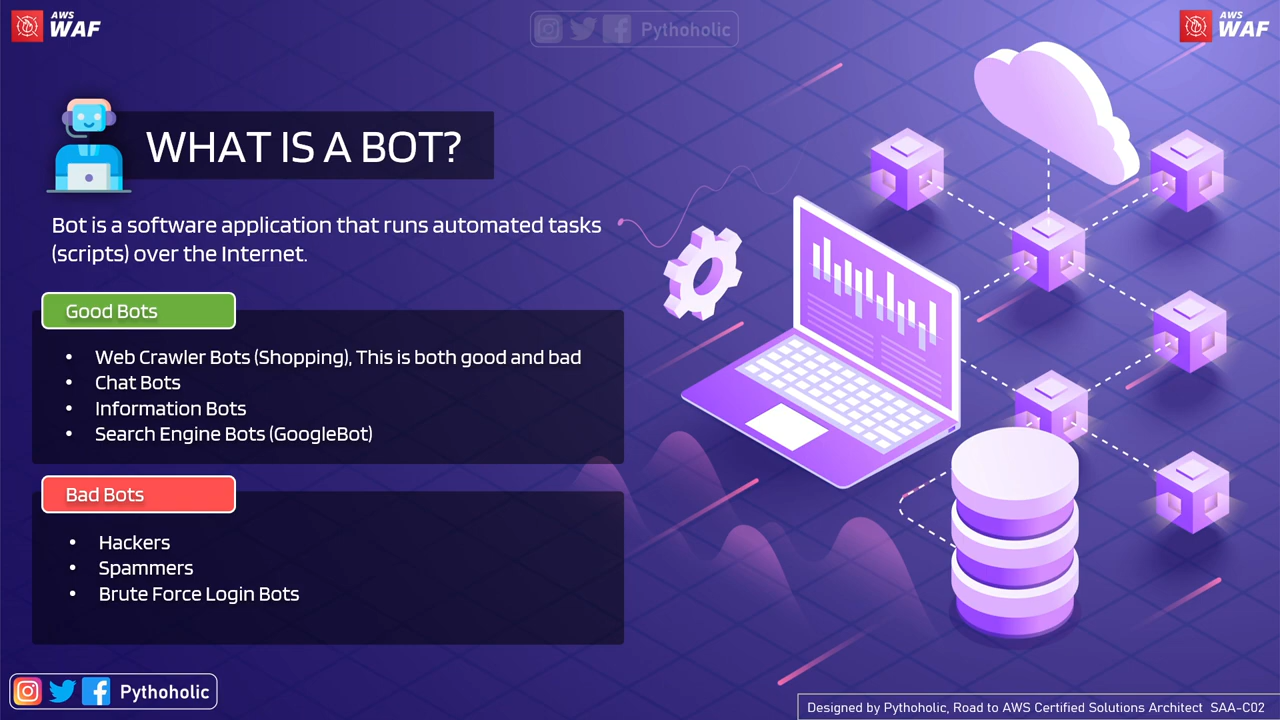 AWS
WAF
Pythoholic
AWS
WAF
WHAT IS A BOT?
Bot is a software application that runs automated tasks
(scripts) over the Internet.
Good Bots
• Web Crawler Bots (Shopping), This is both good and bad
• Chat Bots
• Information Bots
• Search Engine Bots (GoogleBot)
Bad Bots
• Hackers
• Spammers
• Brute Force Login Bots
Pythoholic
Designed by Pythoholic, Road to AWS Certified Solutions Architect SAA-C02